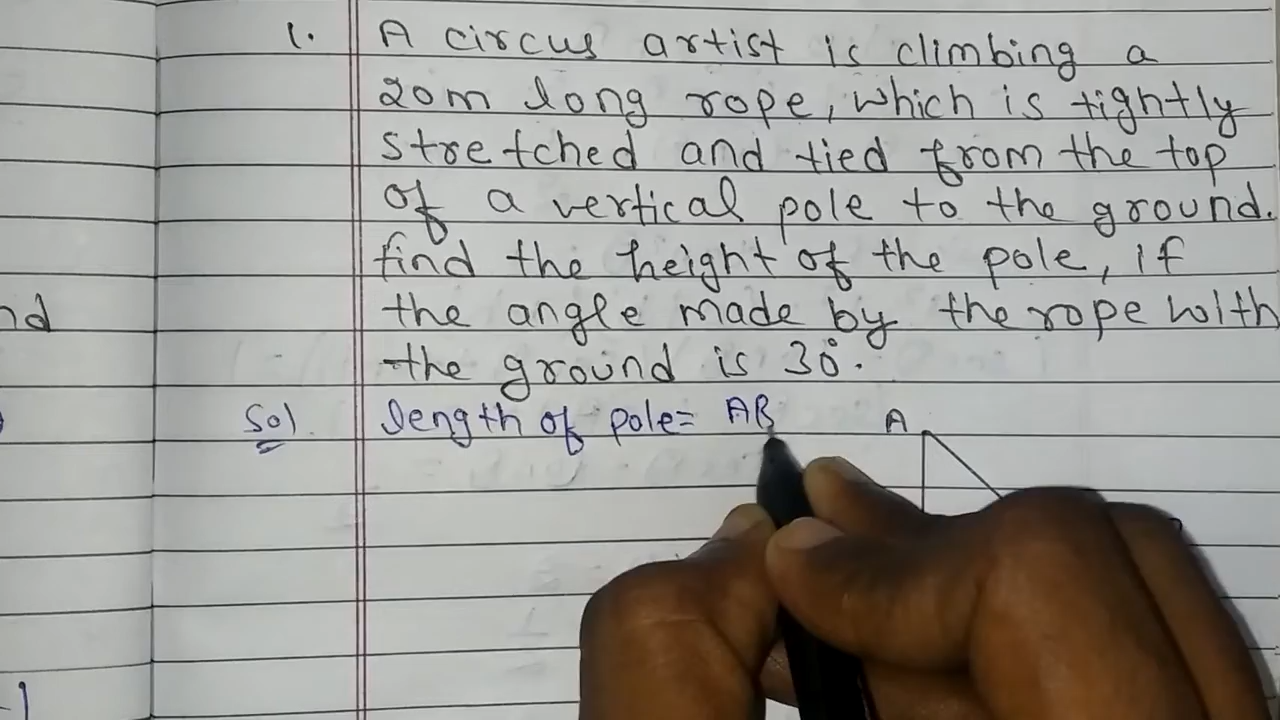 1. A circus artist is climbing a
20m long rope, which is tightly
stretched and tied from the top
of a vertical pole to the ground.
find the height of the pole, if
nd the angle made by the rope with
the ground is 30°.
Sol. length of pole = AB A